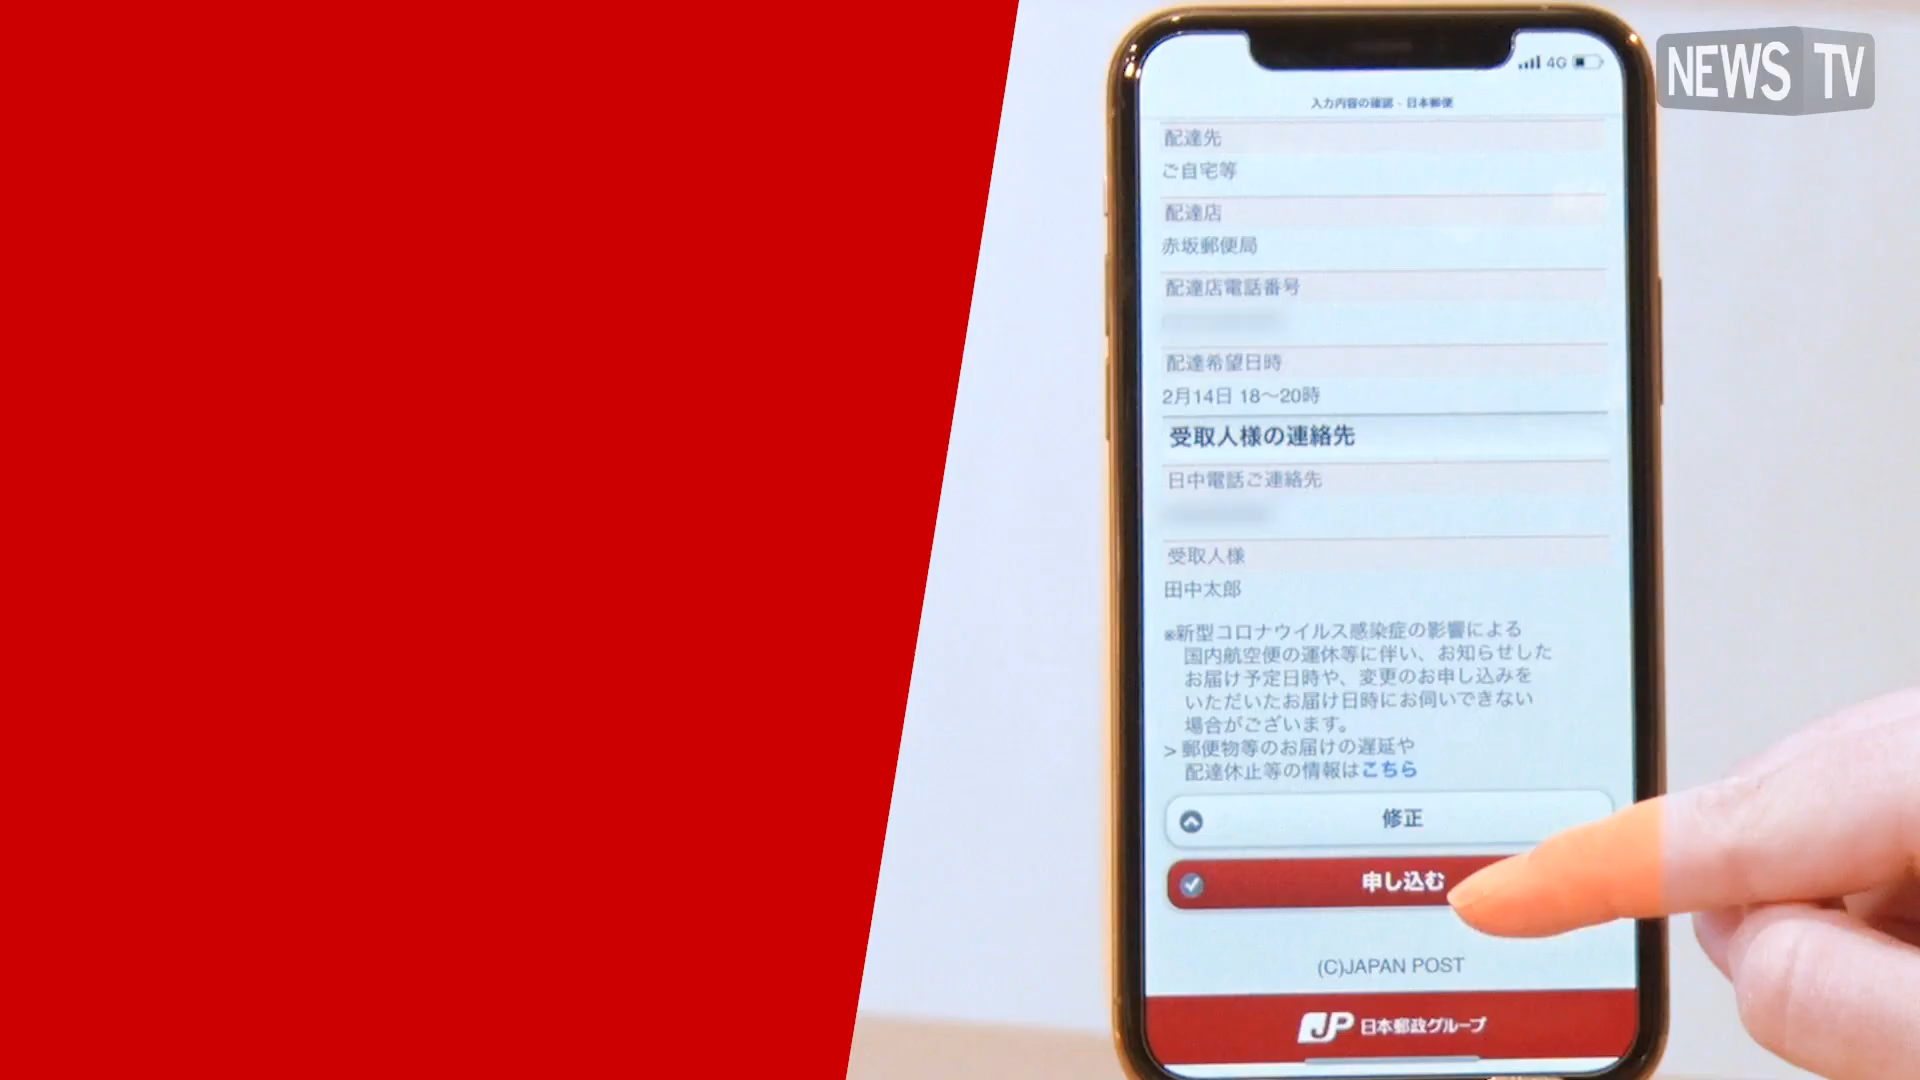 NEWS TV
4G
入力内容の確認 - 日本郵便
配達先
ご自宅等
配達店
赤坂郵便局
配達店電話番号
配達希望日時
2月14日 18〜20時
受取人様の連絡先
日中電話ご連絡先
受取人様
田中太郎
※新型コロナウイルス感染症の影響による
国内航空便の運休等に伴い、お知らせした
お届け予定日時や、変更のお申し込みを
いただいたお届け日時にお伺いできない
場合がございます。
> 郵便物等のお届けの遅延や
配達休止等の情報はこちら
修正
申し込む
(C)JAPAN POST
JP 日本郵政グループ